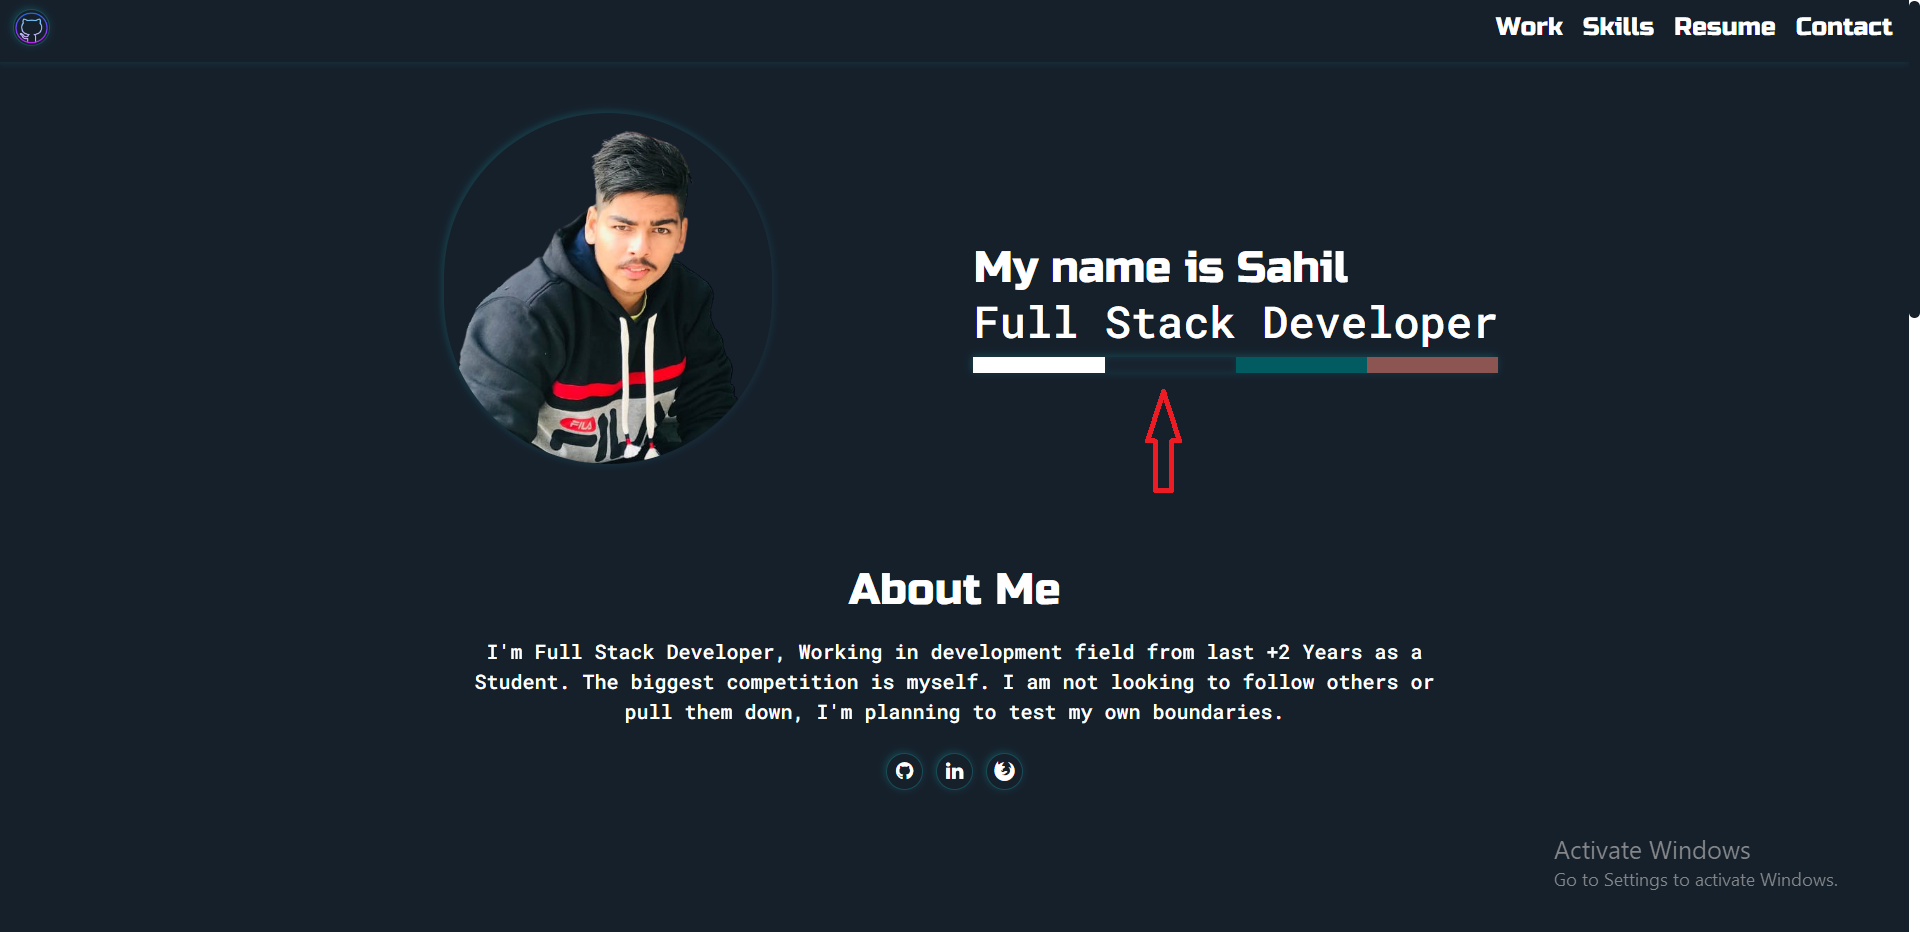 Work Skills Resume Contact
My name is Sahil
Full Stack Developer
FILA
About Me
I'm Full Stack Developer, Working in development field from last +2 Years as a
Student. The biggest competition is myself. I am not looking to follow others or
pull them down, I'm planning to test my own boundaries.
in
Activate Windows
Go to Settings to activate Windows.